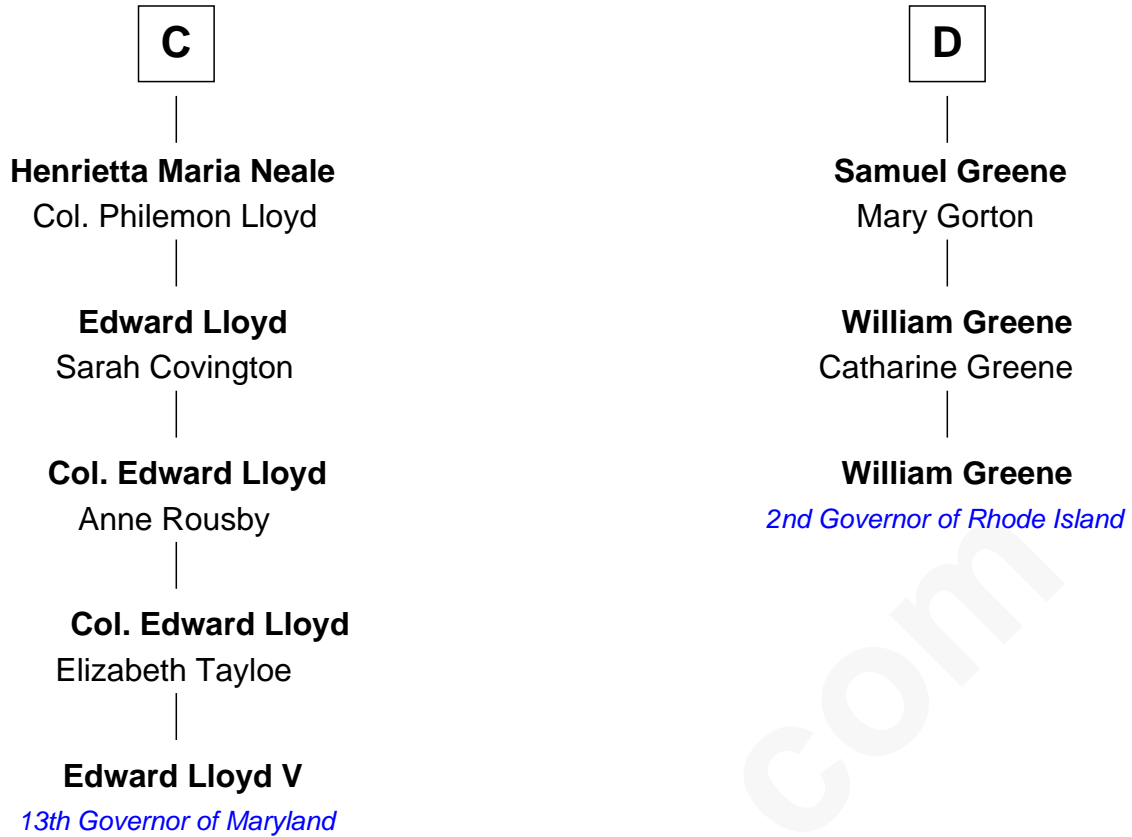 C
Henrietta Maria Neale
Col. Philemon Lloyd
Edward Lloyd
Sarah Covington
Col. Edward Lloyd
Anne Rousby
Col. Edward Lloyd
Elizabeth Tayloe
Edward Lloyd V
13th Governor of Maryland
D
Samuel Greene
Mary Gorton
William Greene
Catharine Greene
William Greene
2nd Governor of Rhode Island
com